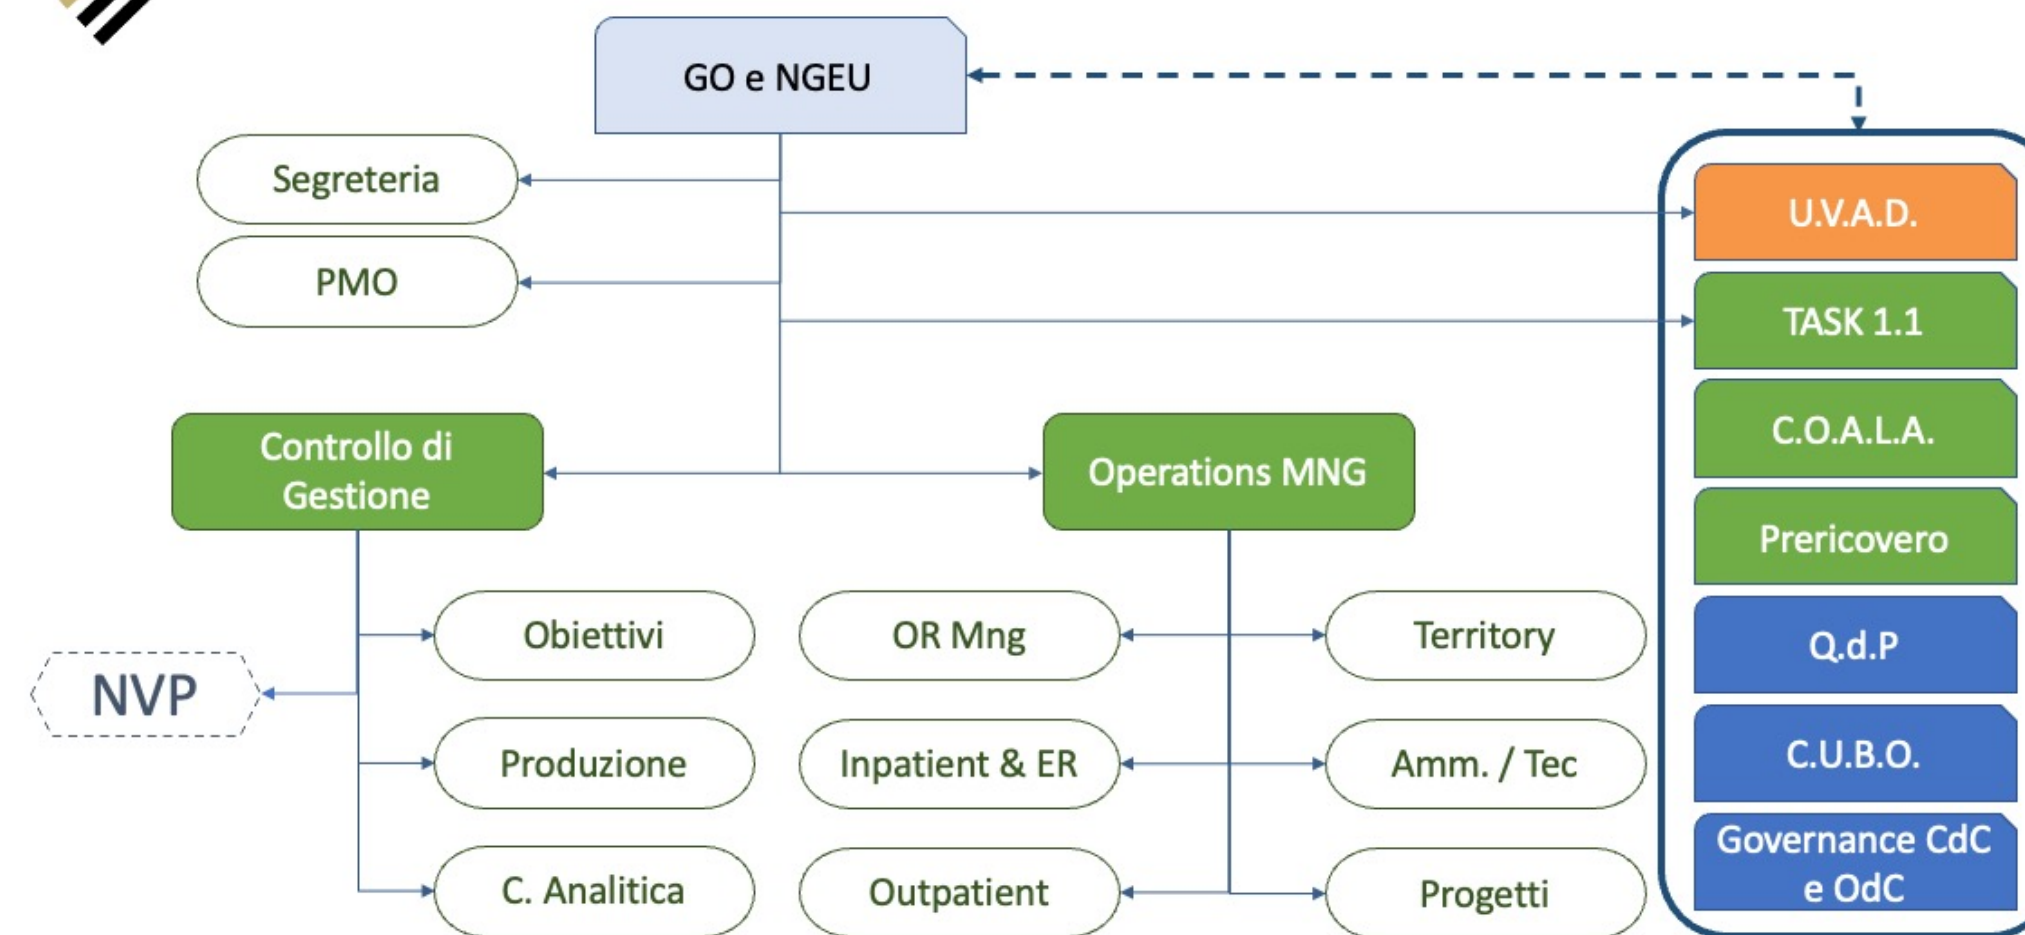 GO e NGEU
Segreteria
PMO
U.V.A.D.
TASK 1.1
C.O.A.L.A.
Prericovero
Q.d.P
C.U.B.O.
Governance CdC
e OdC
Controllo di
Gestione
Operations MNG
NVP
Obiettivi
Produzione
C. Analitica
OR Mng
Inpatient & ER
Outpatient
Territory
Amm. / Tec
Progetti